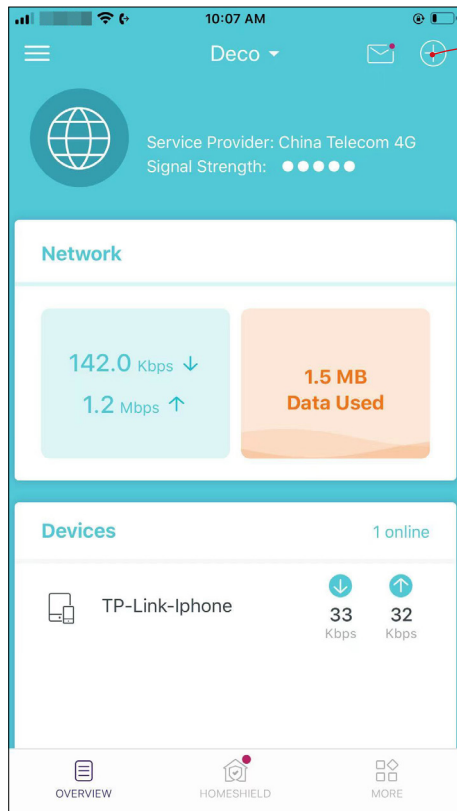 10:07 AM
Deco
Service Provider: China Telecom 4G
Signal Strength:
Network
142.0 Kbps ↓
1.2 Mbps ↑
1.5 MB
Data Used
Devices
1 online
TP-Link-Iphone
33
Kbps
32
Kbps
OVERVIEW
HOMESHIELD
MORE